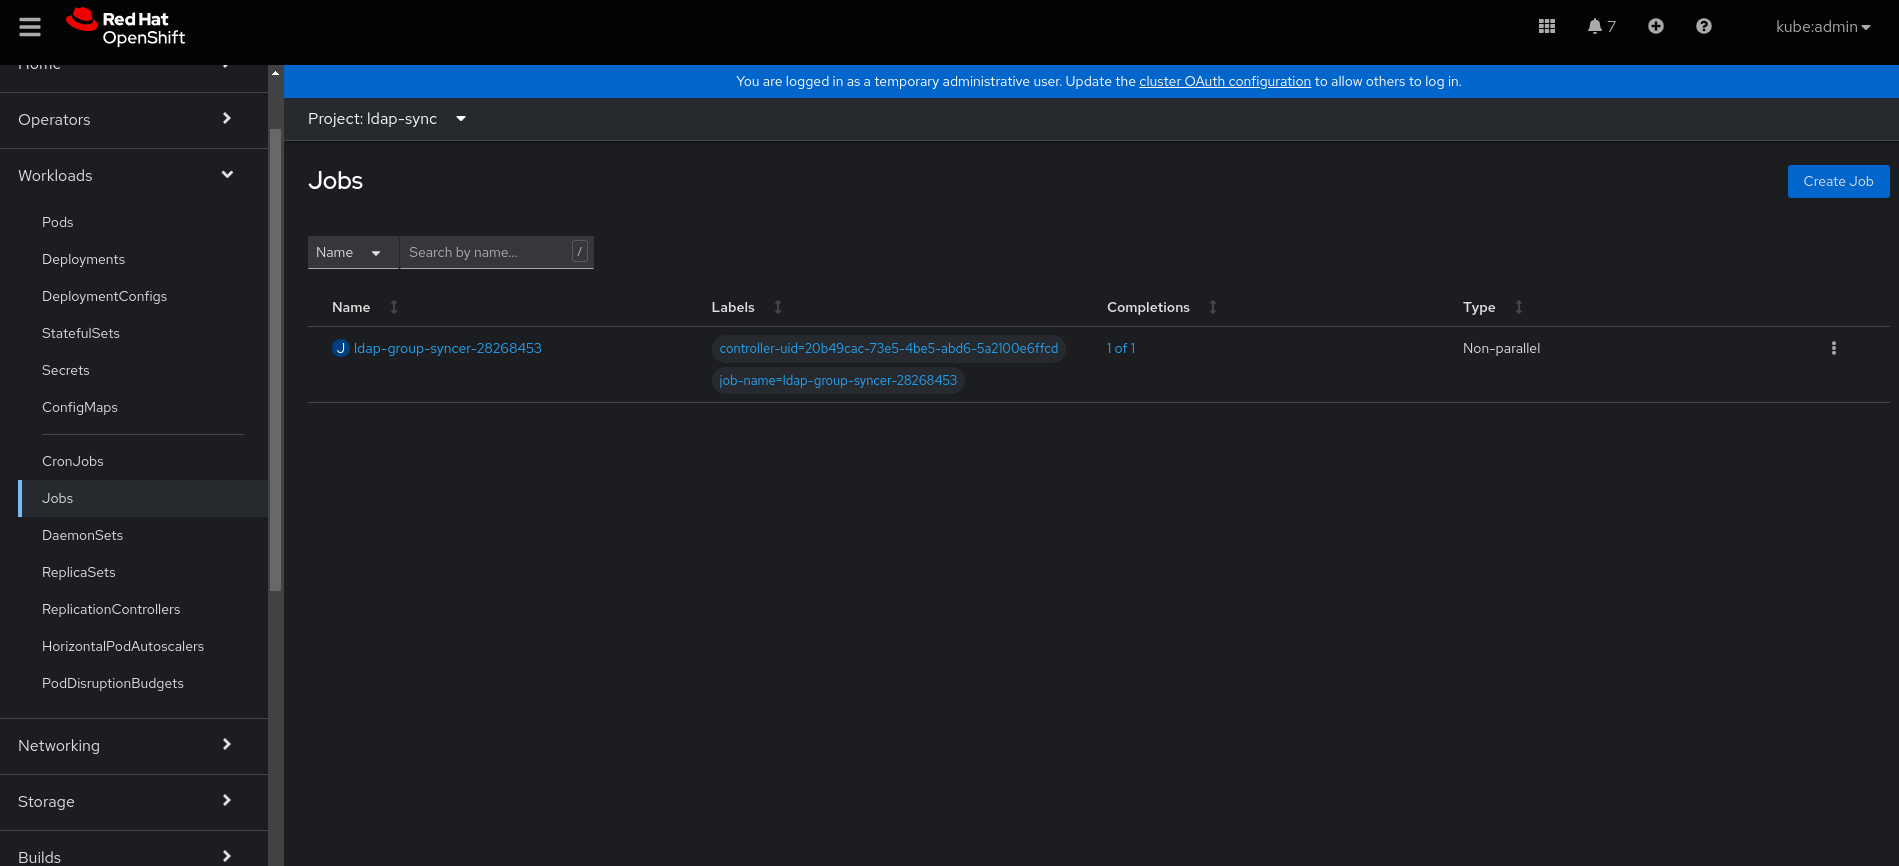 Red Hat
OpenShift
7
kube:admin
Home
Operators
Workloads
Pods
Deployments
DeploymentConfigs
StatefulSets
Secrets
ConfigMaps
CronJobs
Jobs
DaemonSets
ReplicaSets
ReplicationControllers
HorizontalPodAutoscalers
PodDisruptionBudgets
Networking
Storage
Builds
You are logged in as a temporary administrative user. Update the cluster OAuth configuration to allow others to log in.
Project: ldap-sync
Jobs
Create Job
Name
Search by name...
/
Name Labels Completions Type
J ldap-group-syncer-28268453 controller-uid=20b49cac-73e5-4be5-abd6-5a2100e6ffcd 1 of 1 Non-parallel
job-name=ldap-group-syncer-28268453